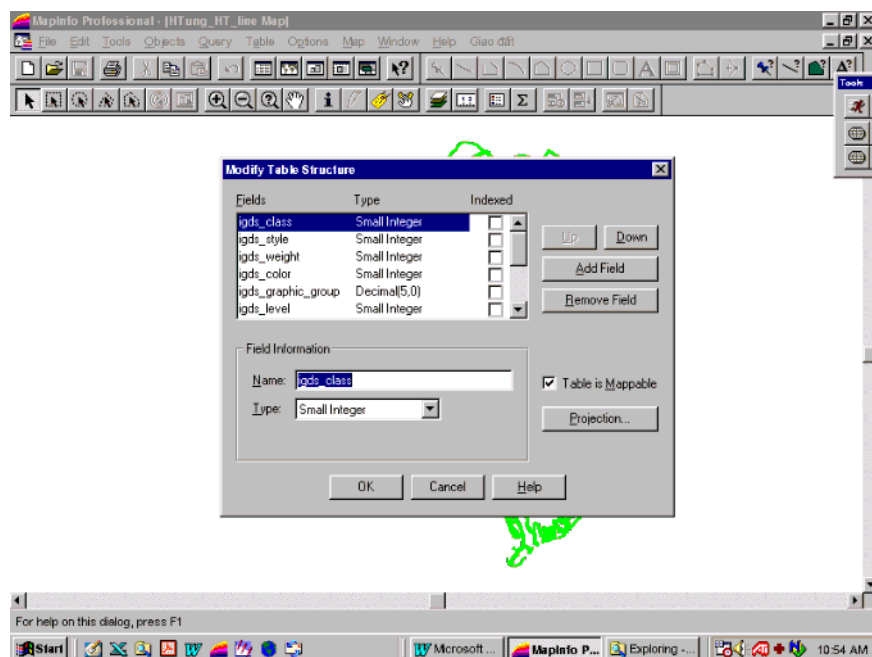 MapInfo Professional - [HTung_HT_line Map]
File Edit Tools Objects Query Table Options Map Window Help Giao đất
Tools
Modify Table Structure
Fields Type Indexed
igds_class Small Integer
igds_style Small Integer
igds_weight Small Integer
igds_color Small Integer
igds_graphic_group Decimal(5,0)
igds_level Small Integer
Up Down
Add Field
Remove Field
Field Information
Name: igds_class
Type: Small Integer
Table is Mappable
Projection...
OK Cancel Help
For help on this dialog, press F1
Start Microsoft ... MapInfo P... Exploring -... 10:54 AM